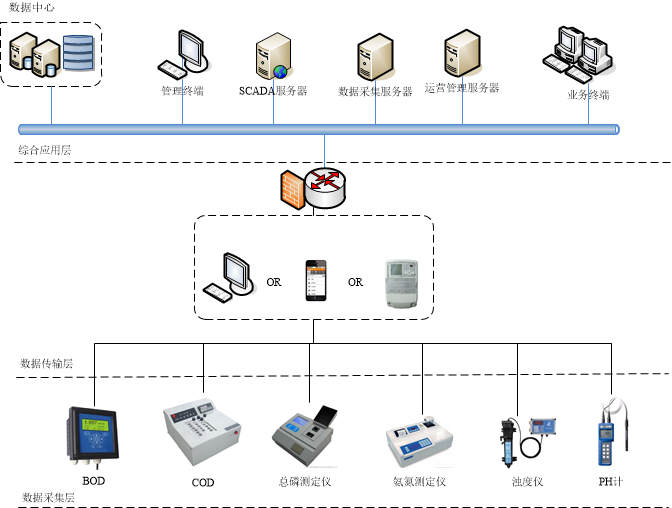 数据中心
管理终端
SCADA服务器
数据采集服务器
运营管理服务器
业务终端
综合应用层
OR
OR
数据传输层
BOD
COD
总磷测定仪
氨氮测定仪
浊度仪
PH计
数据采集层